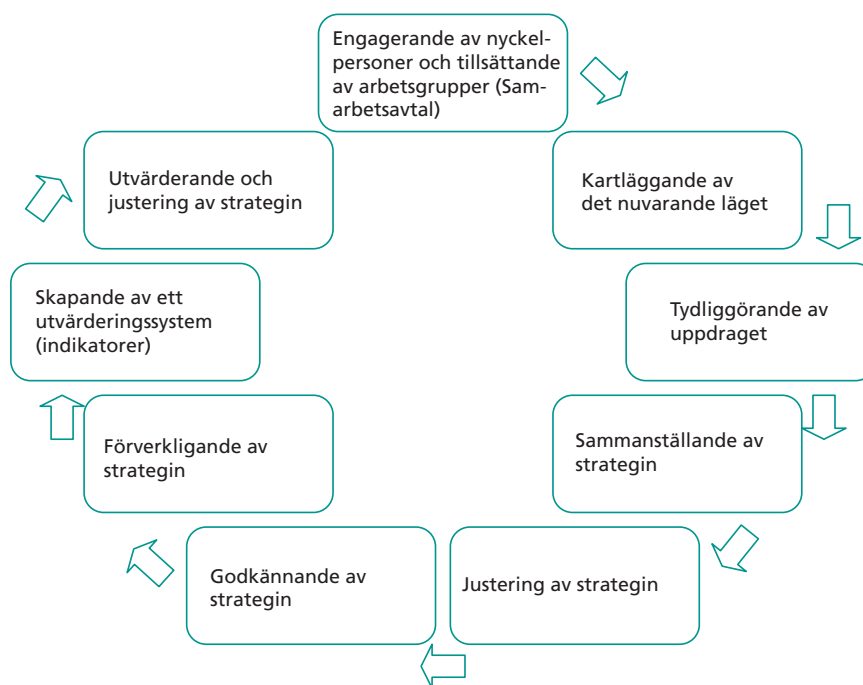 Engagerande av nyckel-
personer och tillsättande
av arbetsgrupper (Sam-
arbetsavtal)
Kartläggande av
det nuvarande läget
Tydliggörande av
uppdraget
Sammanställande av
strategin
Justering av strategin
Godkännande av
strategin
Förverkligande av
strategin
Skapande av ett
utvärderingssystem
(indikatorer)
Utvärderande och
justering av strategin